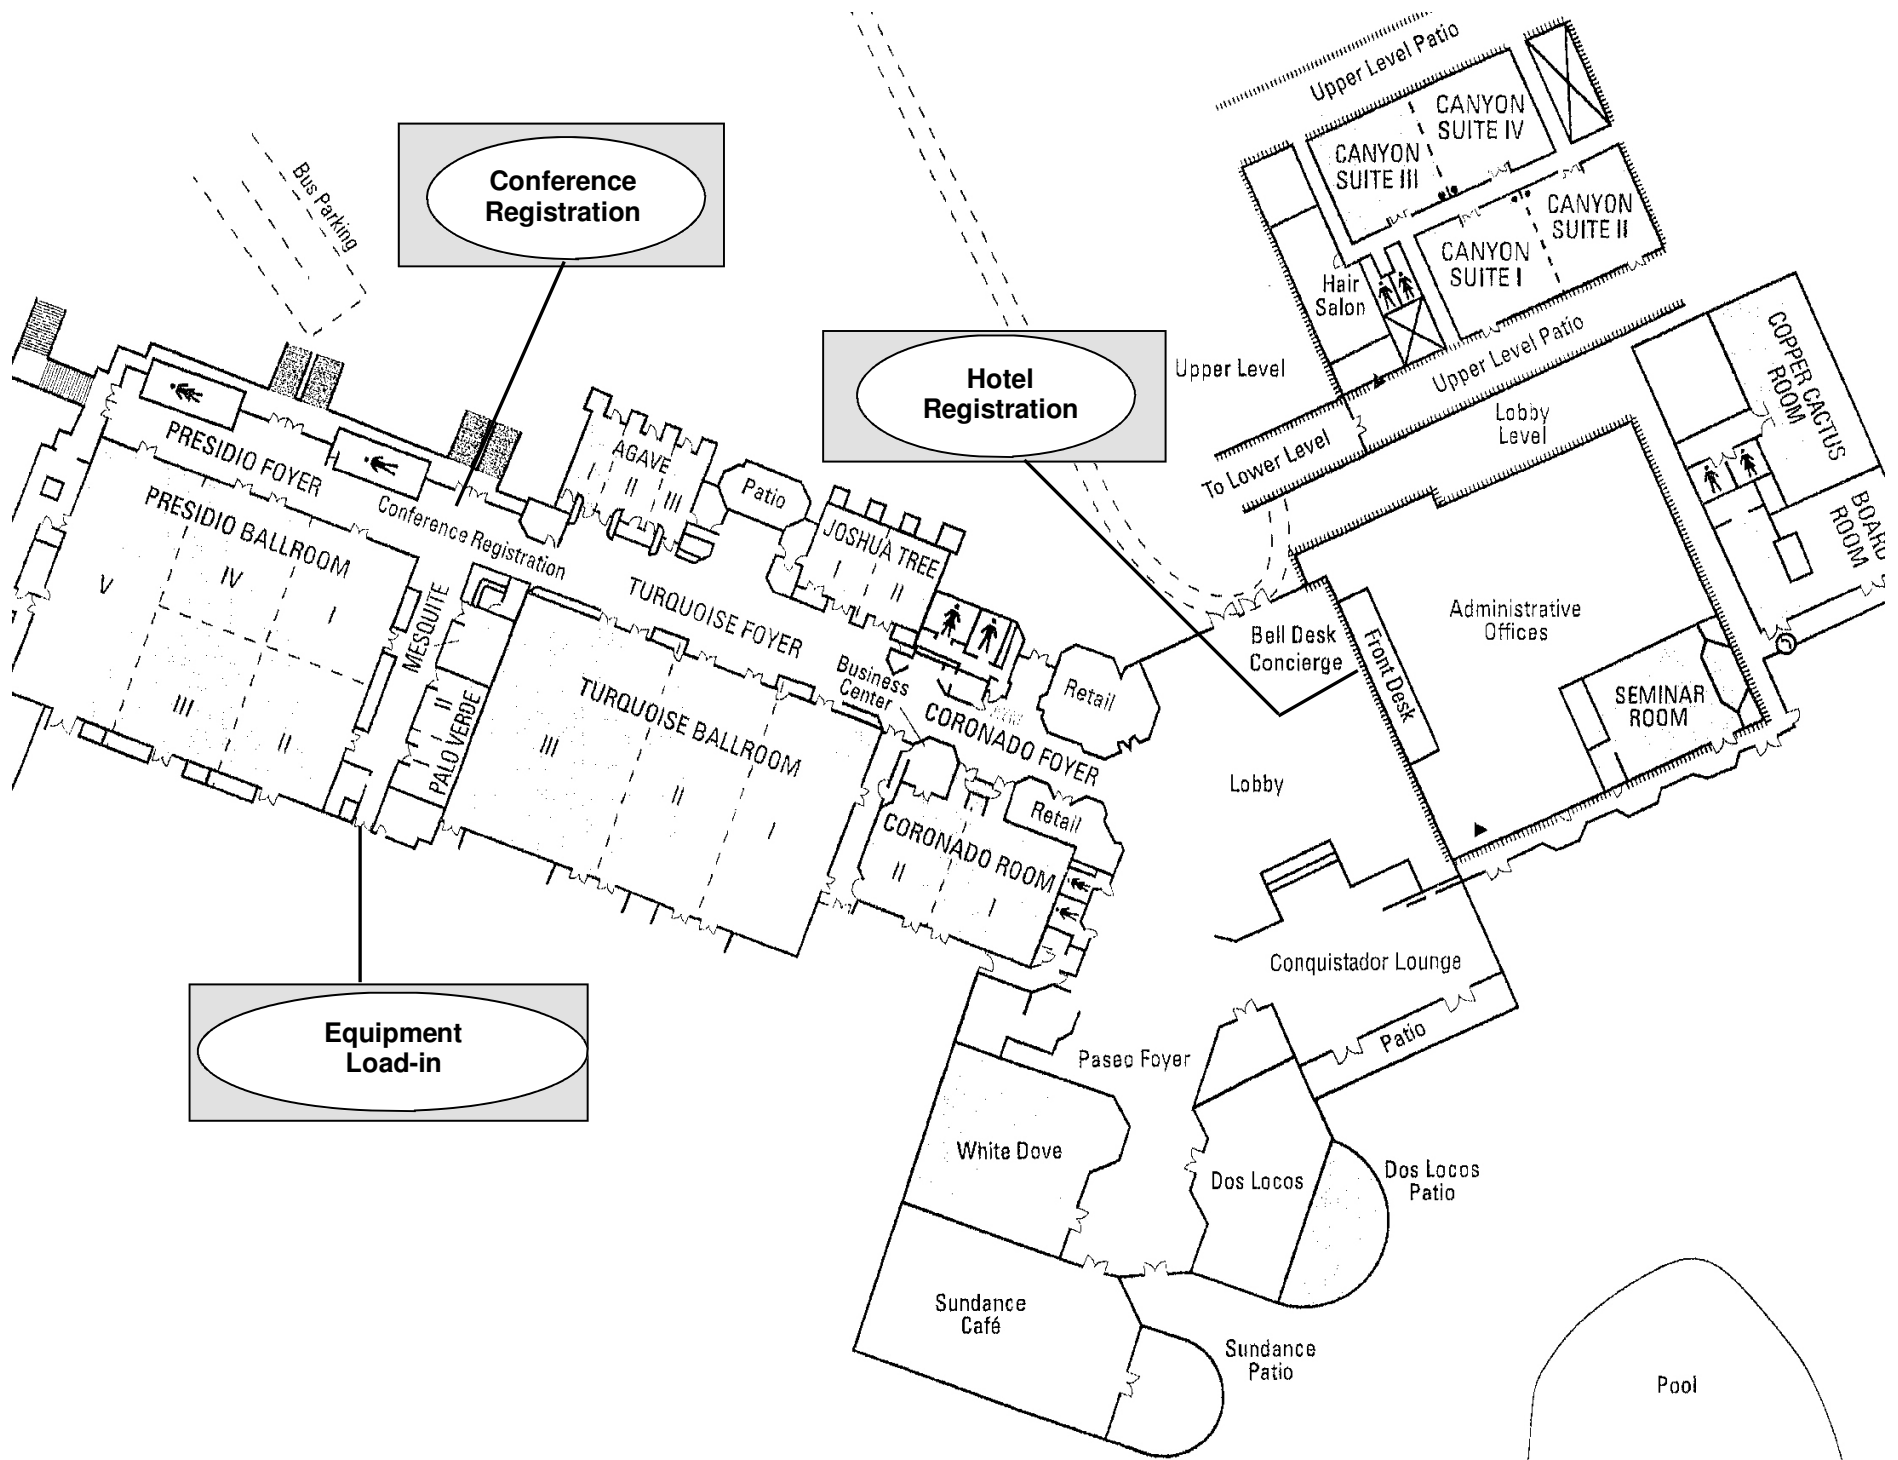 Upper Level Patio
CANYON
SUITE IV
CANYON
SUITE III
CANYON
SUITE II
CANYON
SUITE I
Hair
Salon
Upper Level
Upper Level Patio
Lobby
Level
To Lower Level
COPPER CACTUS
ROOM
BOARD
ROOM
Bus Parking
Conference
Registration
Hotel
Registration
PRESIDIO FOYER
Conference Registration
AGAVE
I
II
III
Patio
JOSHUA TREE
I
II
PRESIDIO BALLROOM
V
IV
I
III
II
MESQUITE
I
II
PALO VERDE
TURQUOISE FOYER
TURQUOISE BALLROOM
III
II
I
Business
Center
CORONADO FOYER
Retail
Retail
CORONADO ROOM
II
I
Bell Desk
Concierge
Front Desk
Administrative
Offices
SEMINAR
ROOM
Lobby
Conquistador Lounge
Patio
Equipment
Load-in
Paseo Foyer
White Dove
Dos Locos
Dos Locos
Patio
Sundance
Café
Sundance
Patio
Pool